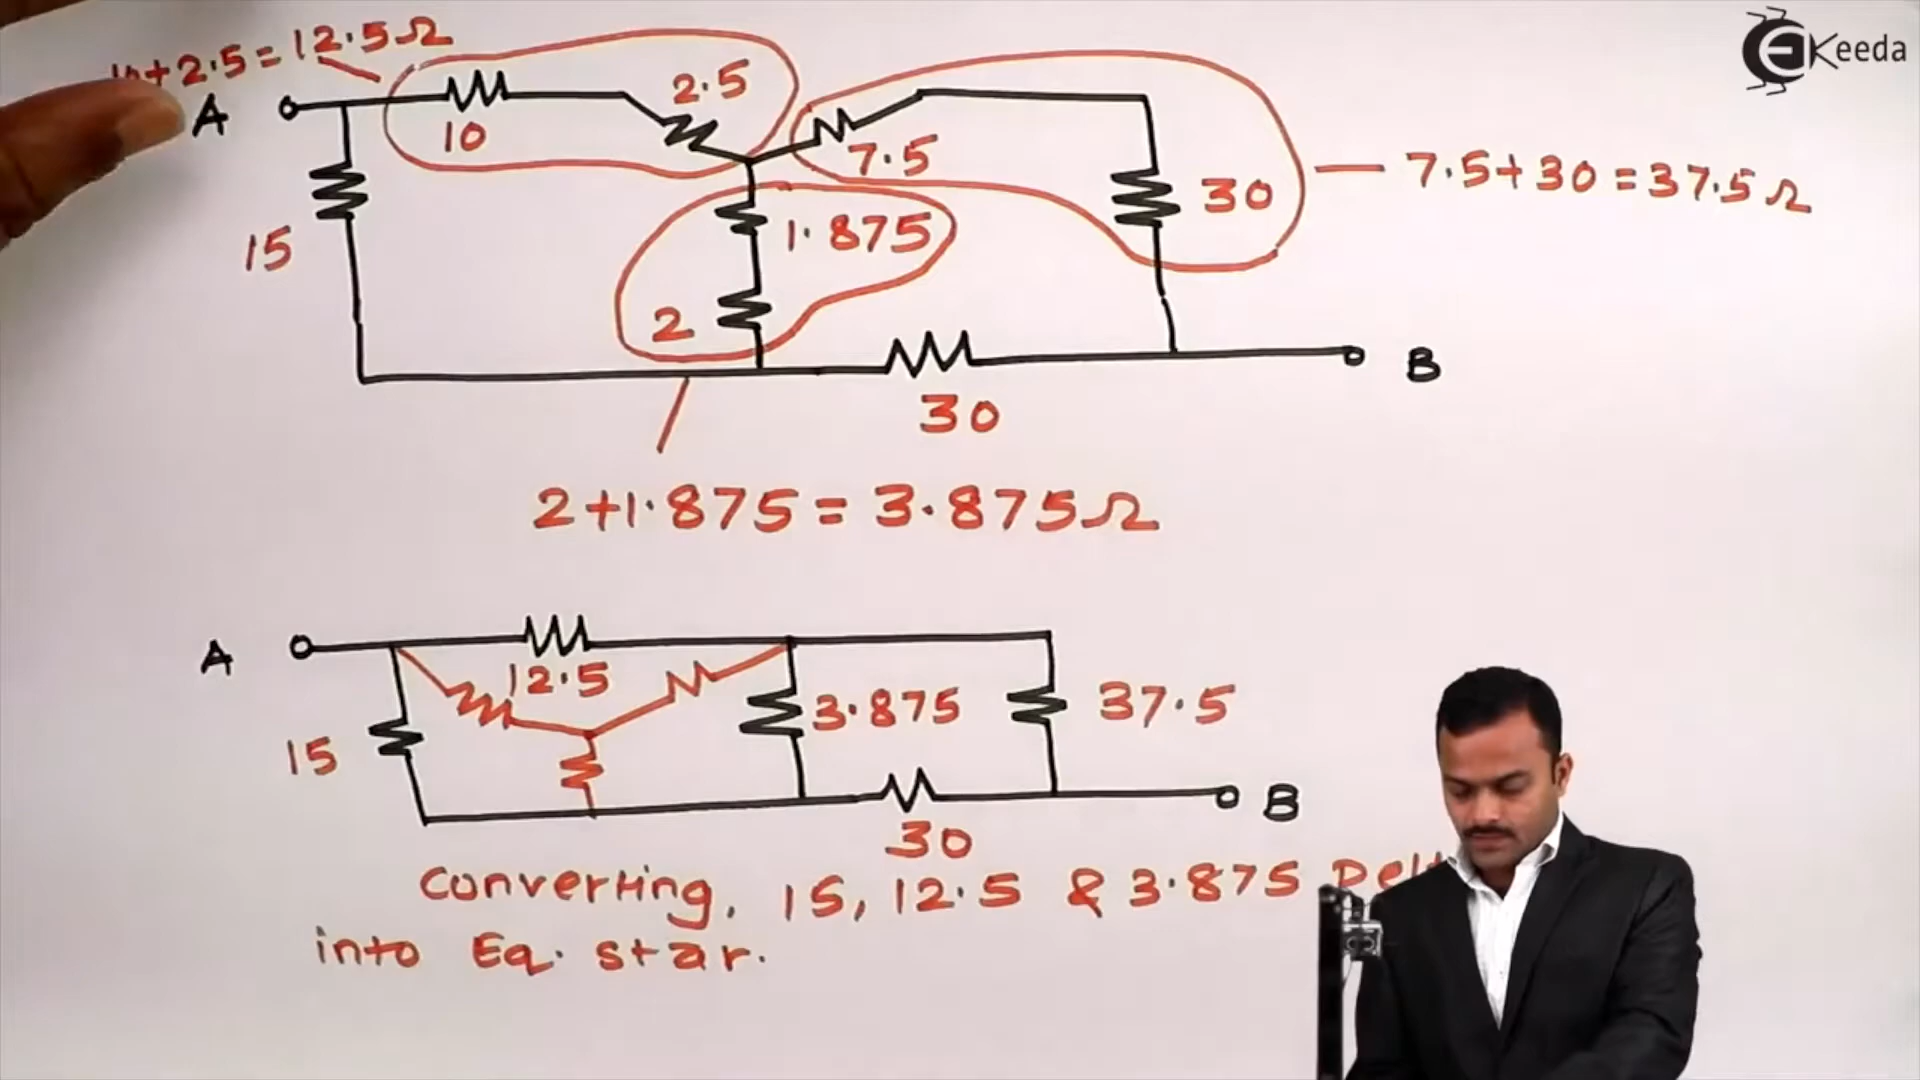 +2.5=12.5Ω
Keeda
A
10
2.5
7.5
30
— 7.5+30=37.5Ω
15
1.875
2
30
B
2+1.875=3.875Ω
A
12.5
15
3.875
37.5
30
B
converting, 15, 12.5 & 3.875
into Eq. star.